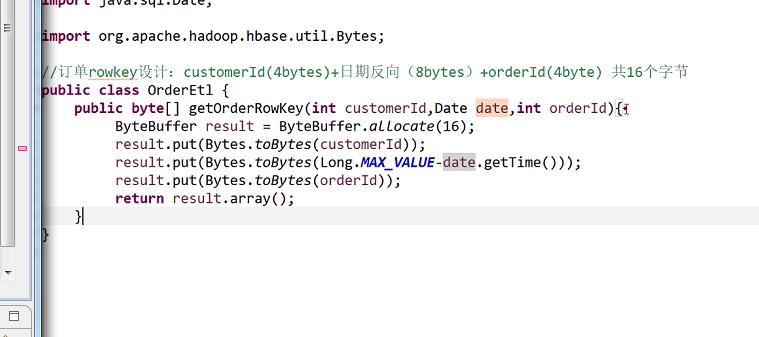 import java.sql.Date;
import org.apache.hadoop.hbase.util.Bytes;
//订单rowkey设计：customerId(4bytes)+日期反向（8bytes）+orderId(4byte) 共16个字节
public class OrderEtl {
public byte[] getOrderRowKey(int customerId,Date date,int orderId){
ByteBuffer result = ByteBuffer.allocate(16);
result.put(Bytes.toBytes(customerId));
result.put(Bytes.toBytes(Long.MAX_VALUE-date.getTime()));
result.put(Bytes.toBytes(orderId));
return result.array();
}
}